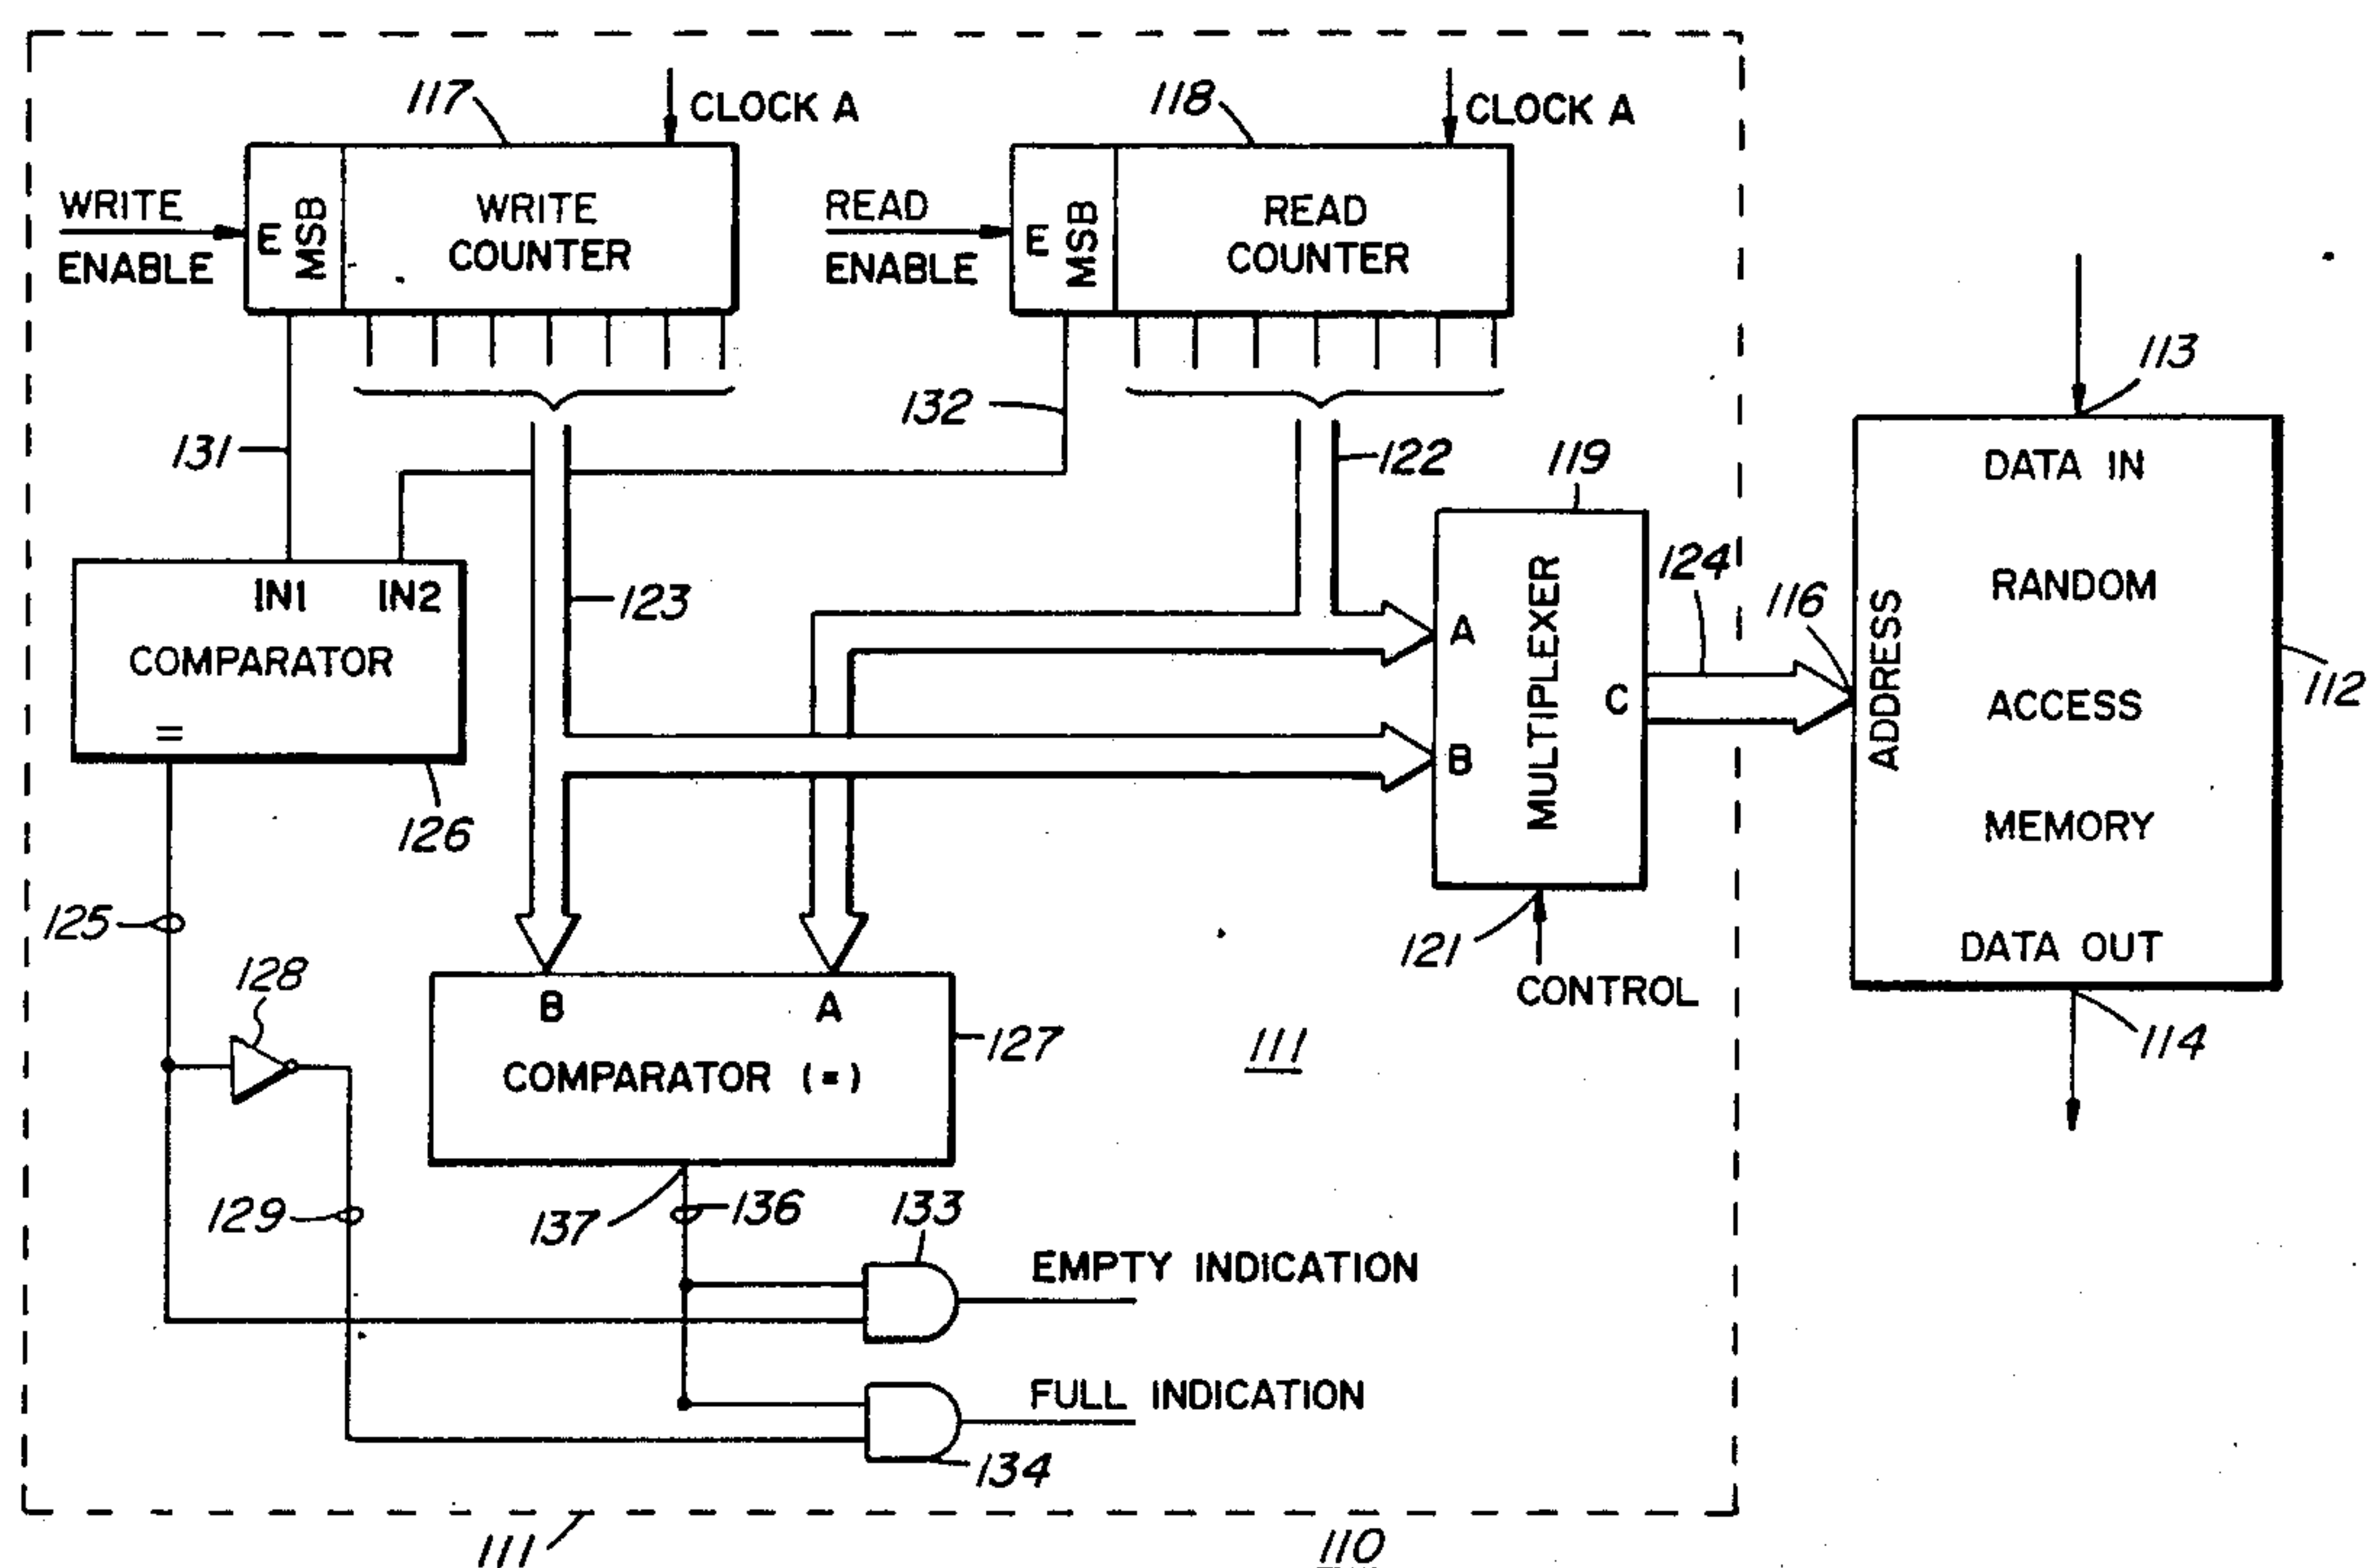 117
CLOCK A
118
CLOCK A
WRITE
ENABLE
E
MSB
WRITE
COUNTER
READ
ENABLE
E
MSB
READ
COUNTER
113
131
132
122
119
DATA IN
123
IN1
IN2
COMPARATOR
=
126
A
B
MULTIPLEXER
C
124
116
ADDRESS
RANDOM
ACCESS
MEMORY
DATA OUT
112
125
128
121
CONTROL
114
B
A
COMPARATOR (=)
127
111
129
137
136
133
EMPTY INDICATION
FULL INDICATION
134
111
110